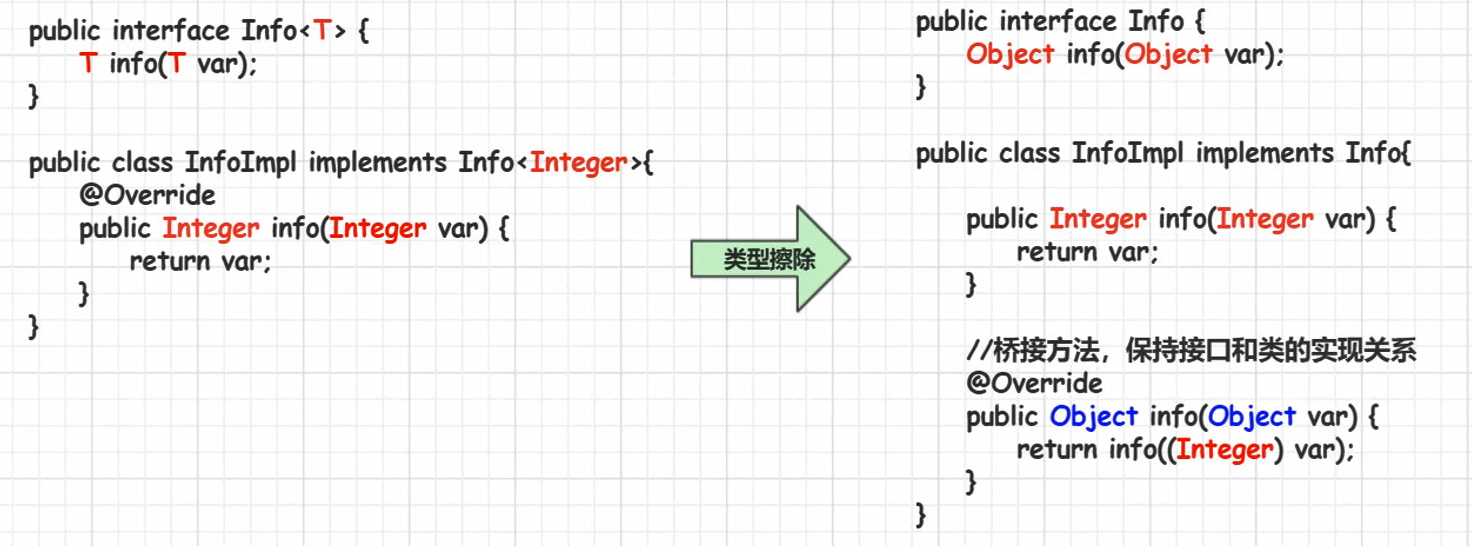 public interface Info<T> {
T info(T var);
}
public class InfoImpl implements Info<Integer>{
@Override
public Integer info(Integer var) {
return var;
}
}
类型擦除
public interface Info {
Object info(Object var);
}
public class InfoImpl implements Info{
public Integer info(Integer var) {
return var;
}
//桥接方法，保持接口和类的实现关系
@Override
public Object info(Object var) {
return info((Integer) var);
}
}